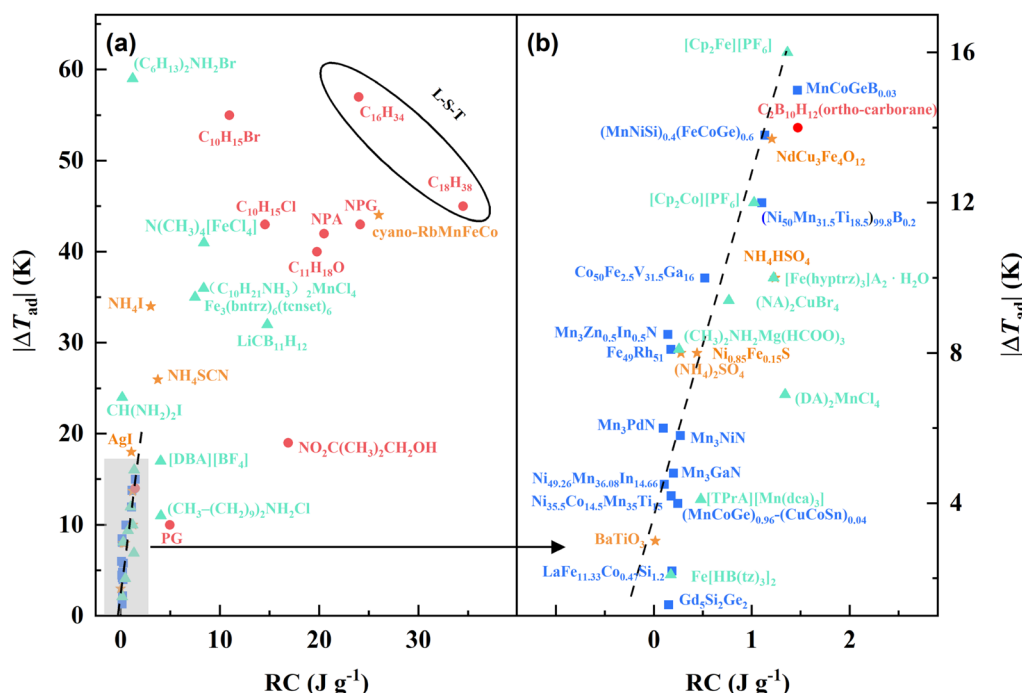 (a)
(C₆H₁₃)₂NH₂Br
L-S-T
C₁₆H₃₄
C₁₀H₁₅Br
C₁₈H₃₈
C₁₀H₁₅Cl
NPG
NPA
cyano-RbMnFeCo
N(CH₃)₄[FeCl₄]
C₁₁H₁₈O
(C₁₀H₂₁NH₃)₂MnCl₄
Fe₃(bntrz)₆(tcnset)₆
NH₄I
LiCB₁₁H₁₂
NH₄SCN
CH(NH₂)₂I
AgI
NO₂C(CH₃)₂CH₂OH
[DBA][BF₄]
(CH₃–(CH₂)₉)₂NH₂Cl
PG
60
50
40
30
20
10
0
|ΔT_ad| (K)
0 10 20 30
RC (J g⁻¹)
(b)
[Cp₂Fe][PF₆]
MnCoGeB₀.₀₃
C₂B₁₀H₁₂(ortho-carborane)
(MnNiSi)₀.₄(FeCoGe)₀.₆
NdCu₃Fe₄O₁₂
[Cp₂Co][PF₆]
(Ni₅₀Mn₃₁.₅Ti₁₈.₅)₉₉.₈B₀.₂
NH₄HSO₄
Co₅₀Fe₂.₅V₃₁.₅Ga₁₆
[Fe(hyptrz)₃]A₂ · H₂O
(NA)₂CuBr₄
Mn₃Zn₀.₅In₀.₅N
(CH₃)₂NH₂Mg(HCOO)₃
Fe₄₉Rh₅₁
Ni₀.₈₅Fe₀.₁₅S
(NH₄)₂SO₄
(DA)₂MnCl₄
Mn₃PdN
Mn₃NiN
Mn₃GaN
Ni₄₉.₂₆Mn₃₆.₀₈In₁₄.₆₆
Ni₃₅.₅Co₁₄.₅Mn₃₅Ti₁₅
[TPrA][Mn(dca)₃]
(MnCoGe)₀.₉₆-(CuCoSn)₀.₀₄
BaTiO₃
LaFe₁₁.₃₃Co₀.₄₇Si₁.₂
Fe[HB(tz)₃]₂
Gd₅Si₂Ge₂
16
12
8
4
|ΔT_ad| (K)
0 1 2
RC (J g⁻¹)